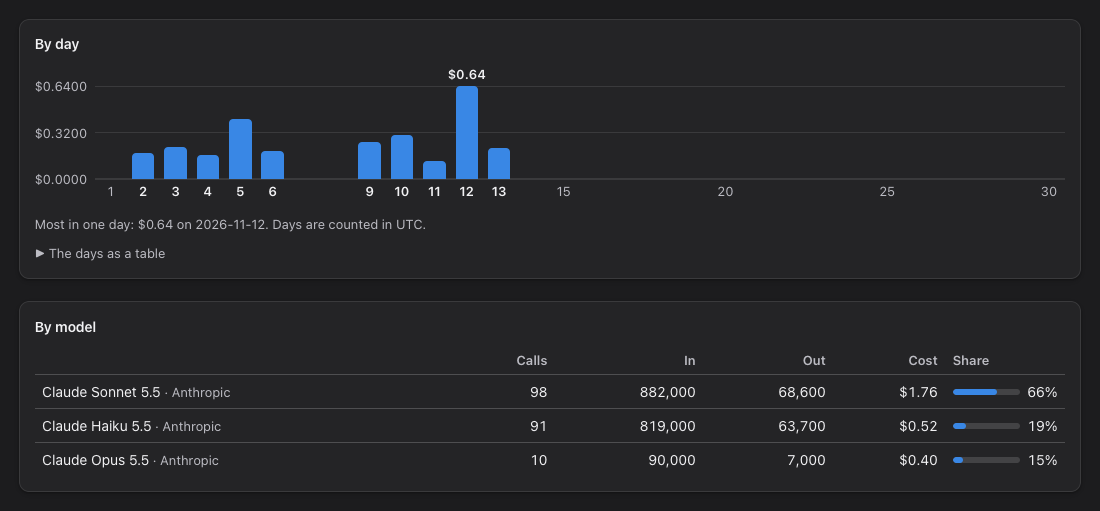 By day
$0.64
$0.6400
$0.3200
$0.0000
1 2 3 4 5 6 9 10 11 12 13 15 20 25 30
Most in one day: $0.64 on 2026-11-12. Days are counted in UTC.
▶ The days as a table
By model
Calls In Out Cost Share
Claude Sonnet 5.5 · Anthropic 98 882,000 68,600 $1.76 66%
Claude Haiku 5.5 · Anthropic 91 819,000 63,700 $0.52 19%
Claude Opus 5.5 · Anthropic 10 90,000 7,000 $0.40 15%